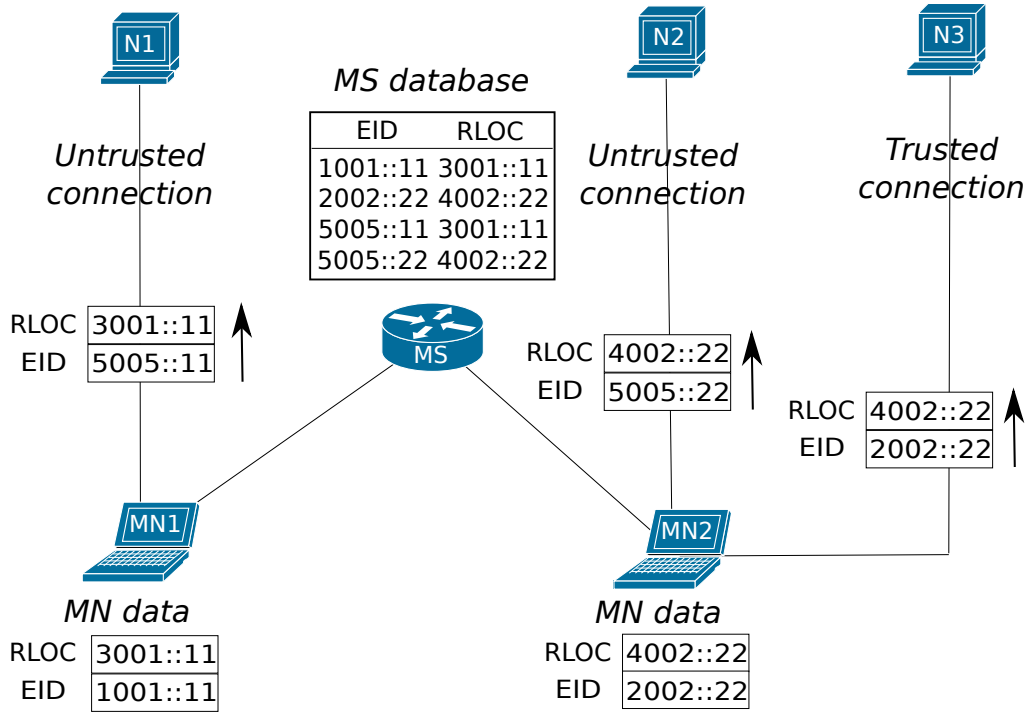 N1
N2
N3
MS database
EID RLOC
1001::11 3001::11
2002::22 4002::22
5005::11 3001::11
5005::22 4002::22
Untrusted
connection
Untrusted
connection
Trusted
connection
RLOC 3001::11
EID 5005::11
MS
RLOC 4002::22
EID 5005::22
RLOC 4002::22
EID 2002::22
MN1
MN2
MN data
RLOC 3001::11
EID 1001::11
MN data
RLOC 4002::22
EID 2002::22